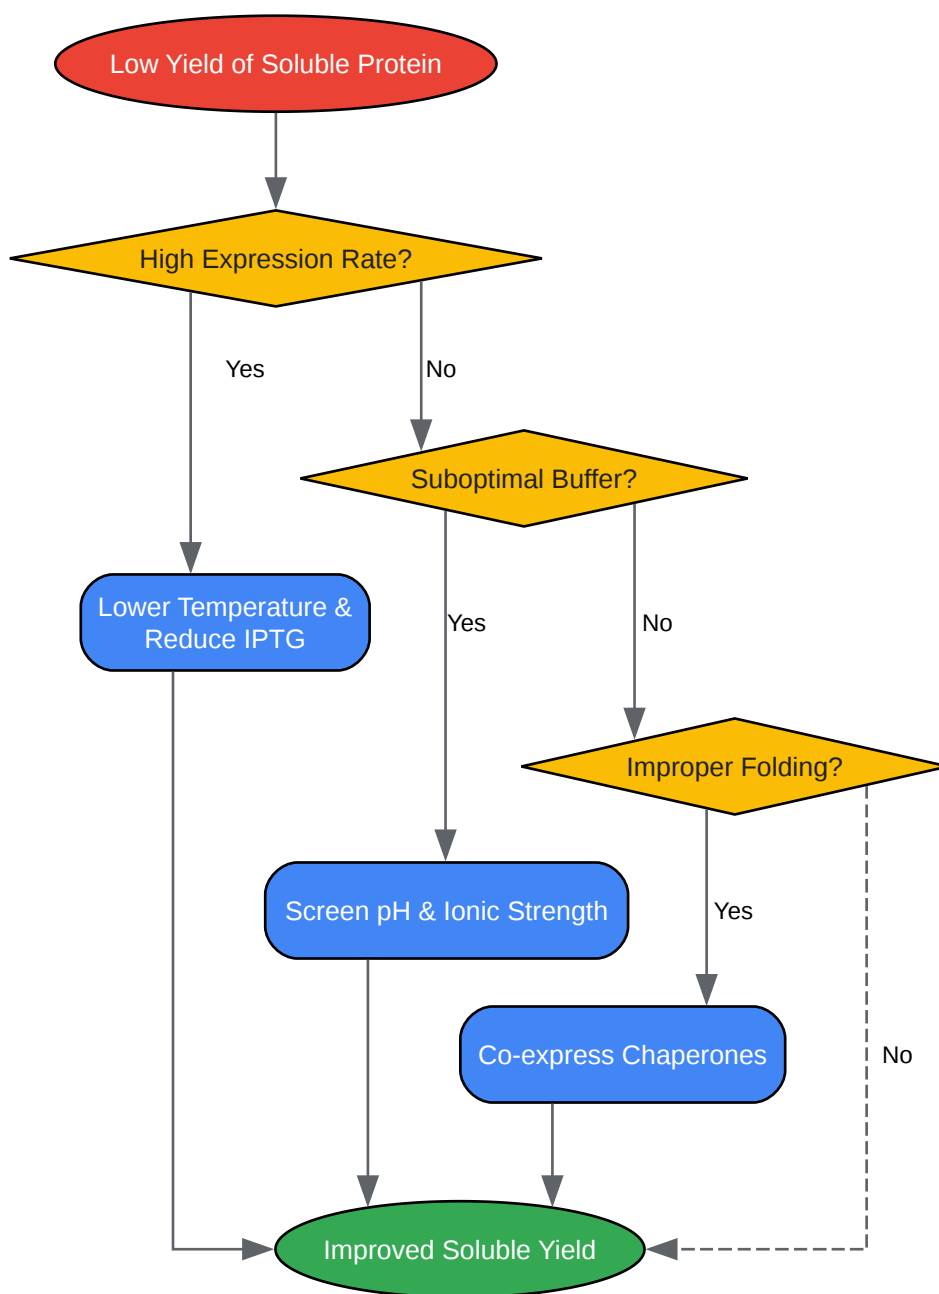 Low Yield of Soluble Protein
High Expression Rate?
Yes
No
Suboptimal Buffer?
Lower Temperature &
Reduce IPTG
Yes
No
Improper Folding?
Screen pH & Ionic Strength
Yes
Co-express Chaperones
No
Improved Soluble Yield